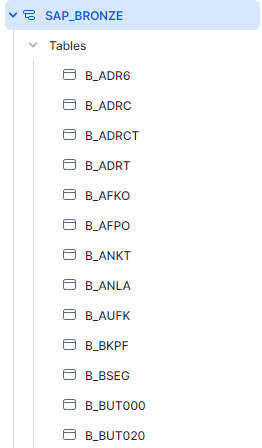 SAP_BRONZE
Tables
B_ADR6
B_ADRC
B_ADRCT
B_ADRT
B_AFKO
B_AFPO
B_ANKT
B_ANLA
B_AUFK
B_BKPF
B_BSEG
B_BUT000
B_BUT020